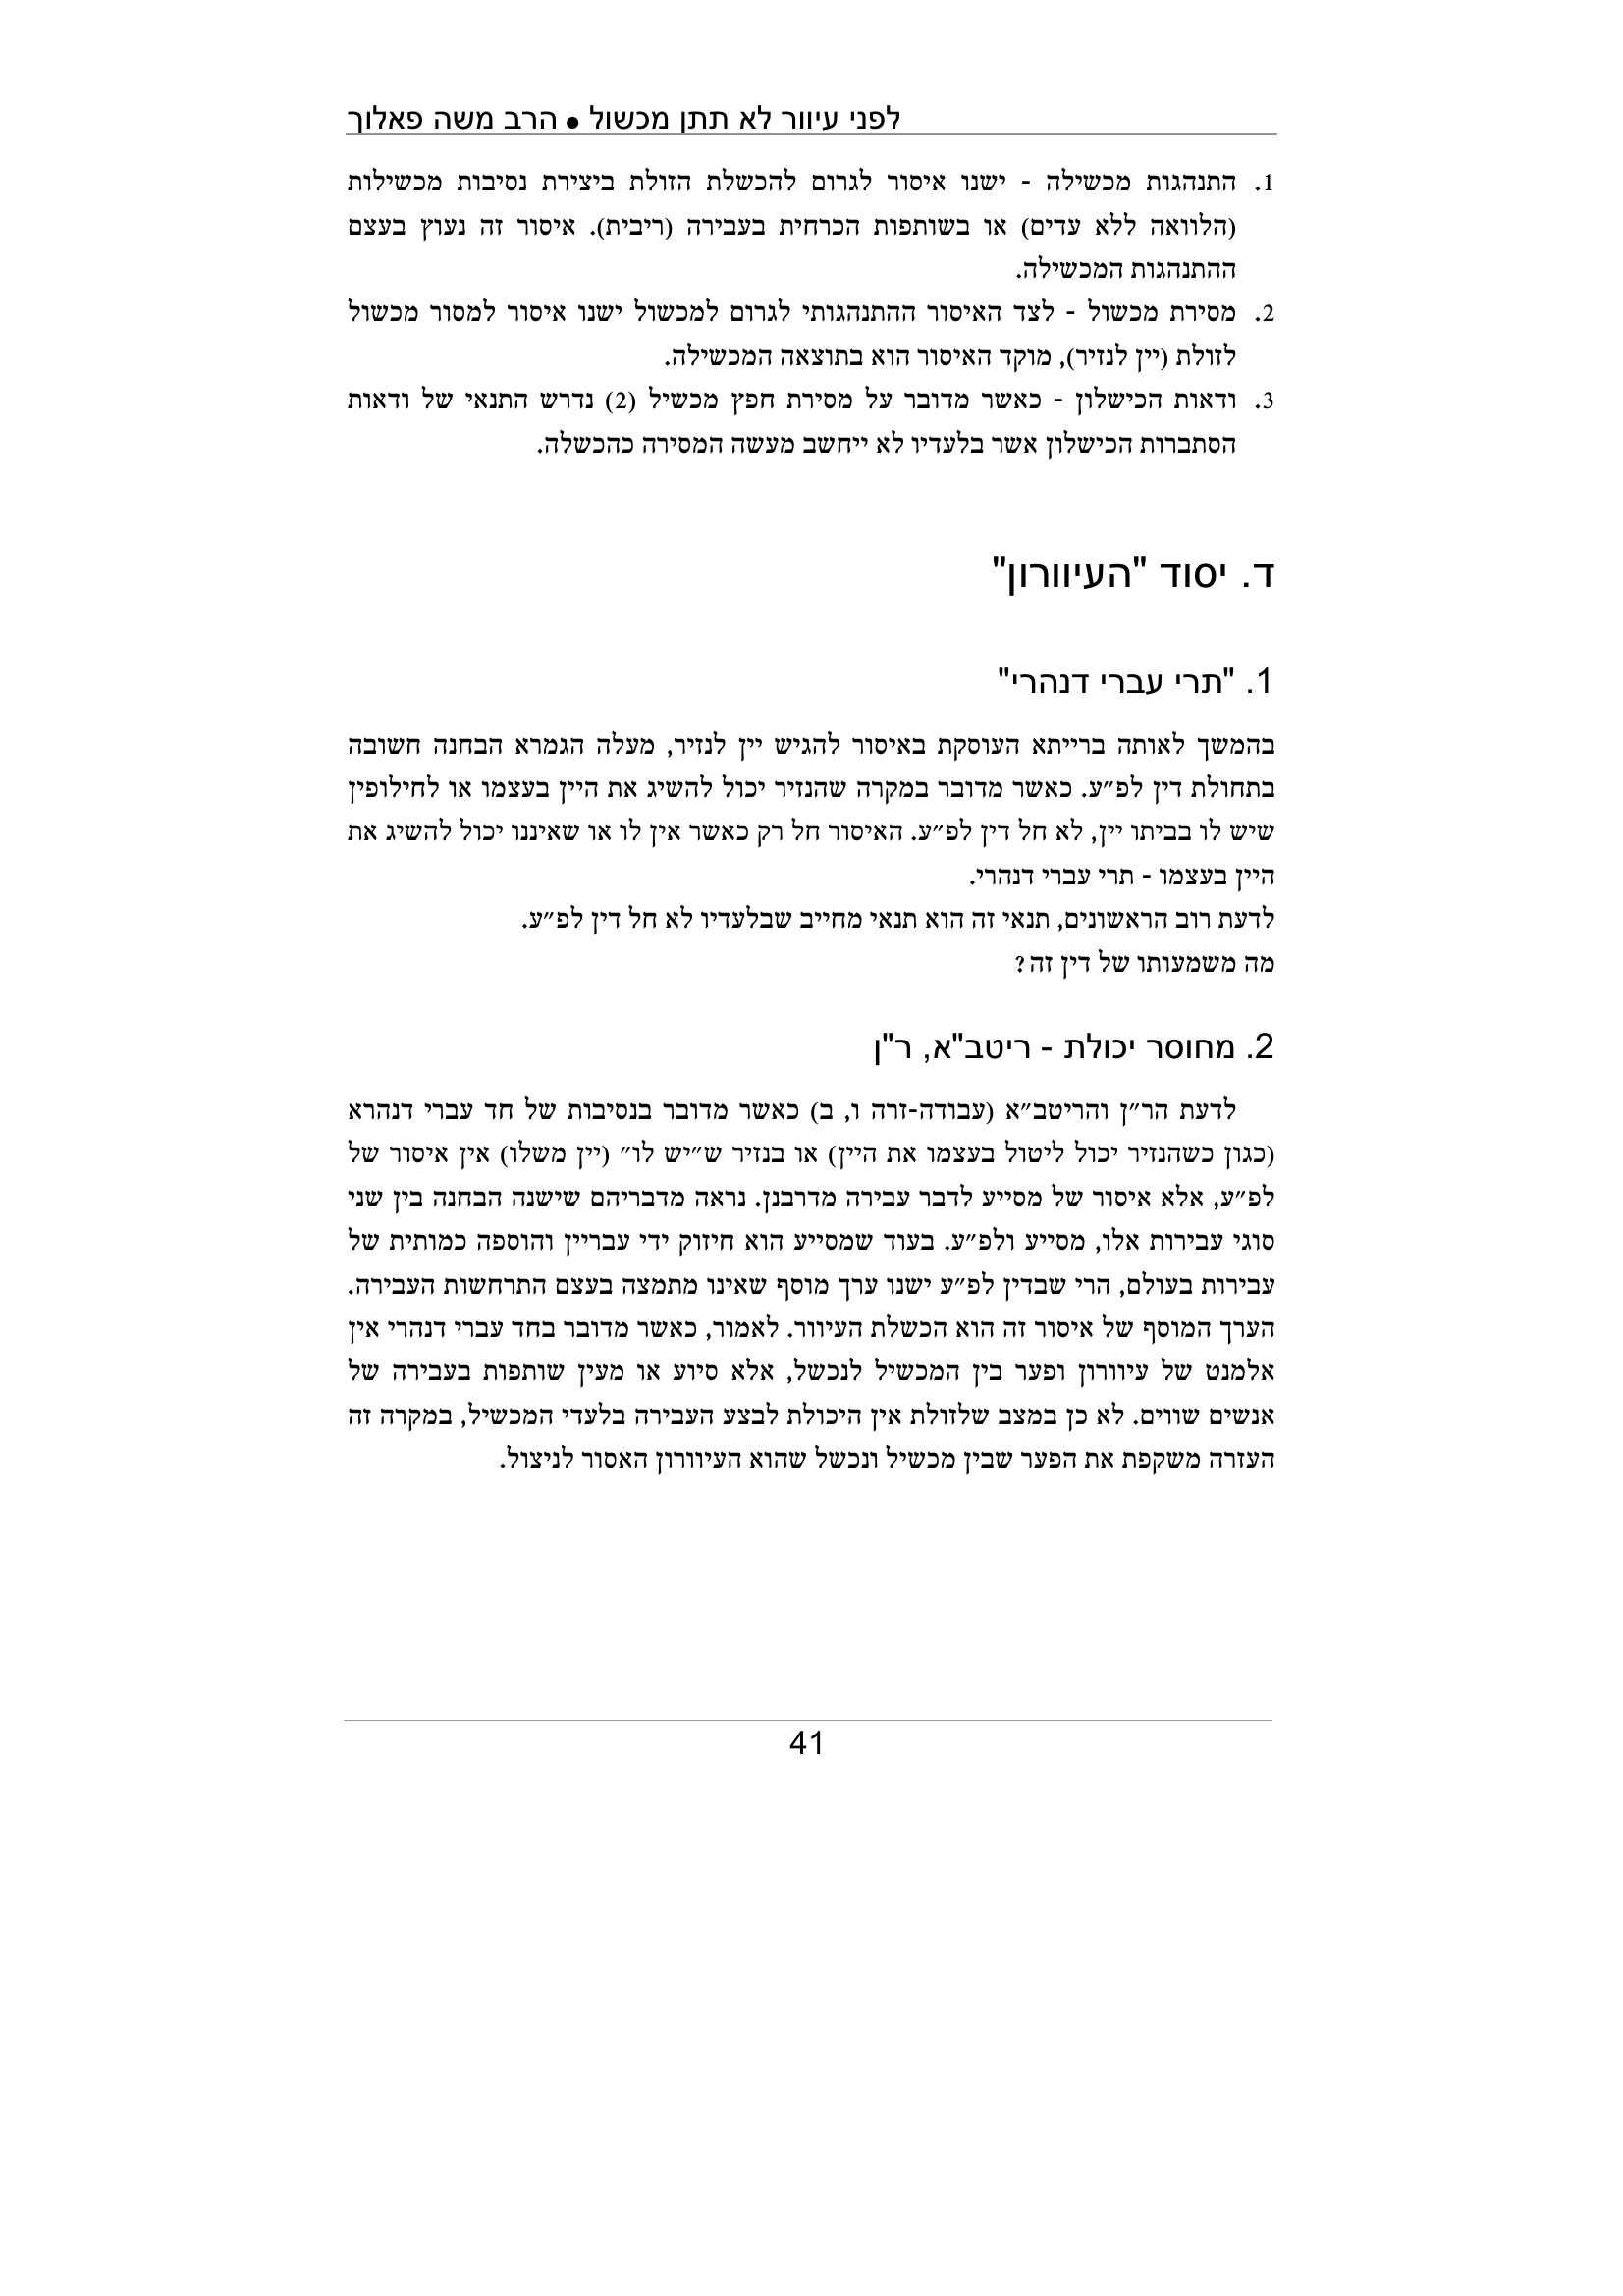 לפני עיוור לא תתן מכשול ● הרב משה פאלוך
1. התנהגות מכשילה - ישנו איסור לגרום להכשלת הזולת ביצירת נסיבות מכשילות
(הלוואה ללא עדים) או בשותפות הכרחית בעבירה (ריבית). איסור זה נעוץ בעצם
ההתנהגות המכשילה.
2. מסירת מכשול - לצד האיסור ההתנהגותי לגרום למכשול ישנו איסור למסור מכשול
לזולת (יין לנזיר), מוקד האיסור הוא בתוצאה המכשילה.
3. ודאות הכישלון - כאשר מדובר על מסירת חפץ מכשיל (2) נדרש התנאי של ודאות
הסתברות הכישלון אשר בלעדיו לא ייחשב מעשה המסירה כהכשלה.
ד. יסוד "העיוורון"
1. "תרי עברי דנהרי"
בהמשך לאותה ברייתא העוסקת באיסור להגיש יין לנזיר, מעלה הגמרא הבחנה חשובה
בתחולת דין לפ״ע. כאשר מדובר במקרה שהנזיר יכול להשיג את היין בעצמו או לחילופין
שיש לו בביתו יין, לא חל דין לפ״ע. האיסור חל רק כאשר אין לו או שאיננו יכול להשיג את
היין בעצמו - תרי עברי דנהרי.
לדעת רוב הראשונים, תנאי זה הוא תנאי מחייב שבלעדיו לא חל דין לפ״ע.
מה משמעותו של דין זה?
2. מחוסר יכולת - ריטב"א, ר"ן
לדעת הר״ן והריטב״א (עבודה-זרה ו, ב) כאשר מדובר בנסיבות של חד עברי דנהרא
(כגון כשהנזיר יכול ליטול בעצמו את היין) או בנזיר ש״יש לו״ (יין משלו) אין איסור של
לפ״ע, אלא איסור של מסייע לדבר עבירה מדרבנן. נראה מדבריהם שישנה הבחנה בין שני
סוגי עבירות אלו, מסייע ולפ״ע. בעוד שמסייע הוא חיזוק ידי עבריין והוספה כמותית של
עבירות בעולם, הרי שבדין לפ״ע ישנו ערך מוסף שאינו מתמצה בעצם התרחשות העבירה.
הערך המוסף של איסור זה הוא הכשלת העיוור. לאמור, כאשר מדובר בחד עברי דנהרי אין
אלמנט של עיוורון ופער בין המכשיל לנכשל, אלא סיוע או מעין שותפות בעבירה של
אנשים שווים. לא כן במצב שלזולת אין היכולת לבצע העבירה בלעדי המכשיל, במקרה זה
העזרה משקפת את הפער שבין מכשיל ונכשל שהוא העיוורון האסור לניצול.
41